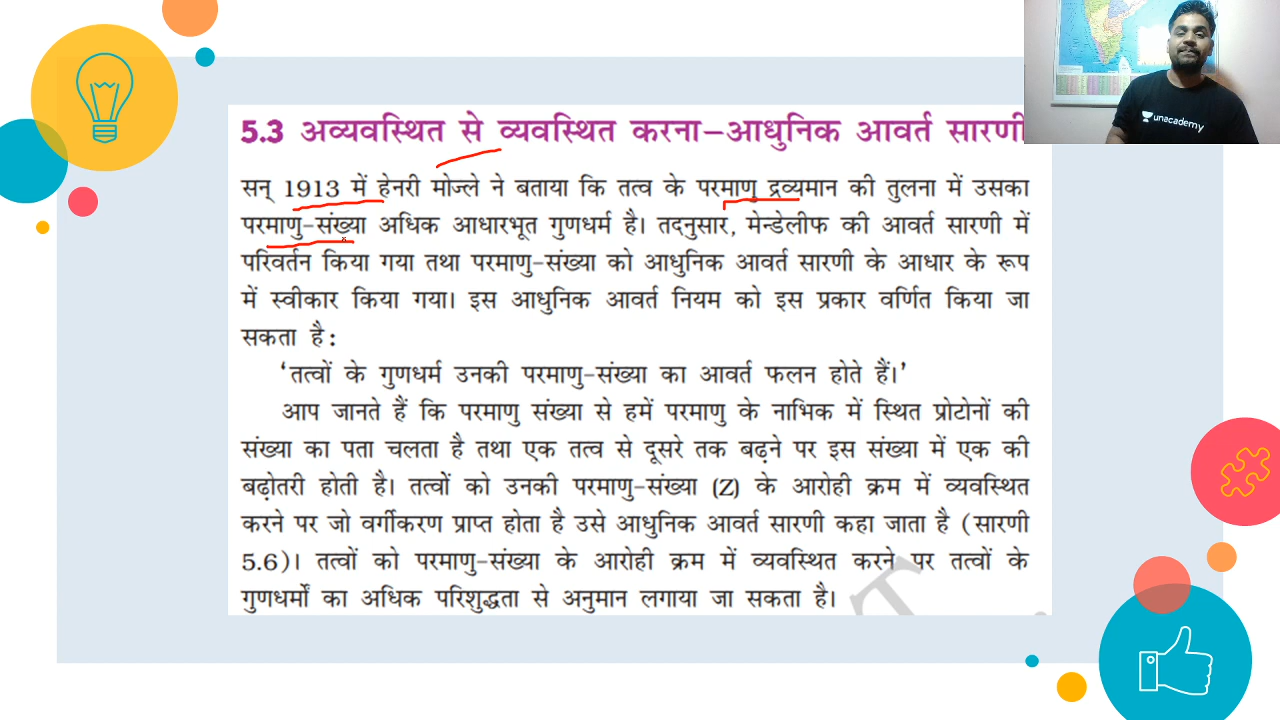 5.3 अव्यवस्थित से व्यवस्थित करना–आधुनिक आवर्त सारणी
सन् 1913 में हेनरी मोज्ले ने बताया कि तत्व के परमाणु द्रव्यमान की तुलना में उसका
परमाणु-संख्या अधिक आधारभूत गुणधर्म है। तदनुसार, मेन्डेलीफ की आवर्त सारणी में
परिवर्तन किया गया तथा परमाणु-संख्या को आधुनिक आवर्त सारणी के आधार के रूप
में स्वीकार किया गया। इस आधुनिक आवर्त नियम को इस प्रकार वर्णित किया जा
सकता है:
‘तत्वों के गुणधर्म उनकी परमाणु-संख्या का आवर्त फलन होते हैं।’
आप जानते हैं कि परमाणु संख्या से हमें परमाणु के नाभिक में स्थित प्रोटोनों की
संख्या का पता चलता है तथा एक तत्व से दूसरे तक बढ़ने पर इस संख्या में एक की
बढ़ोतरी होती है। तत्वों को उनकी परमाणु-संख्या (Z) के आरोही क्रम में व्यवस्थित
करने पर जो वर्गीकरण प्राप्त होता है उसे आधुनिक आवर्त सारणी कहा जाता है (सारणी
5.6)। तत्वों को परमाणु-संख्या के आरोही क्रम में व्यवस्थित करने पर तत्वों के
गुणधर्मों का अधिक परिशुद्धता से अनुमान लगाया जा सकता है।
unacademy